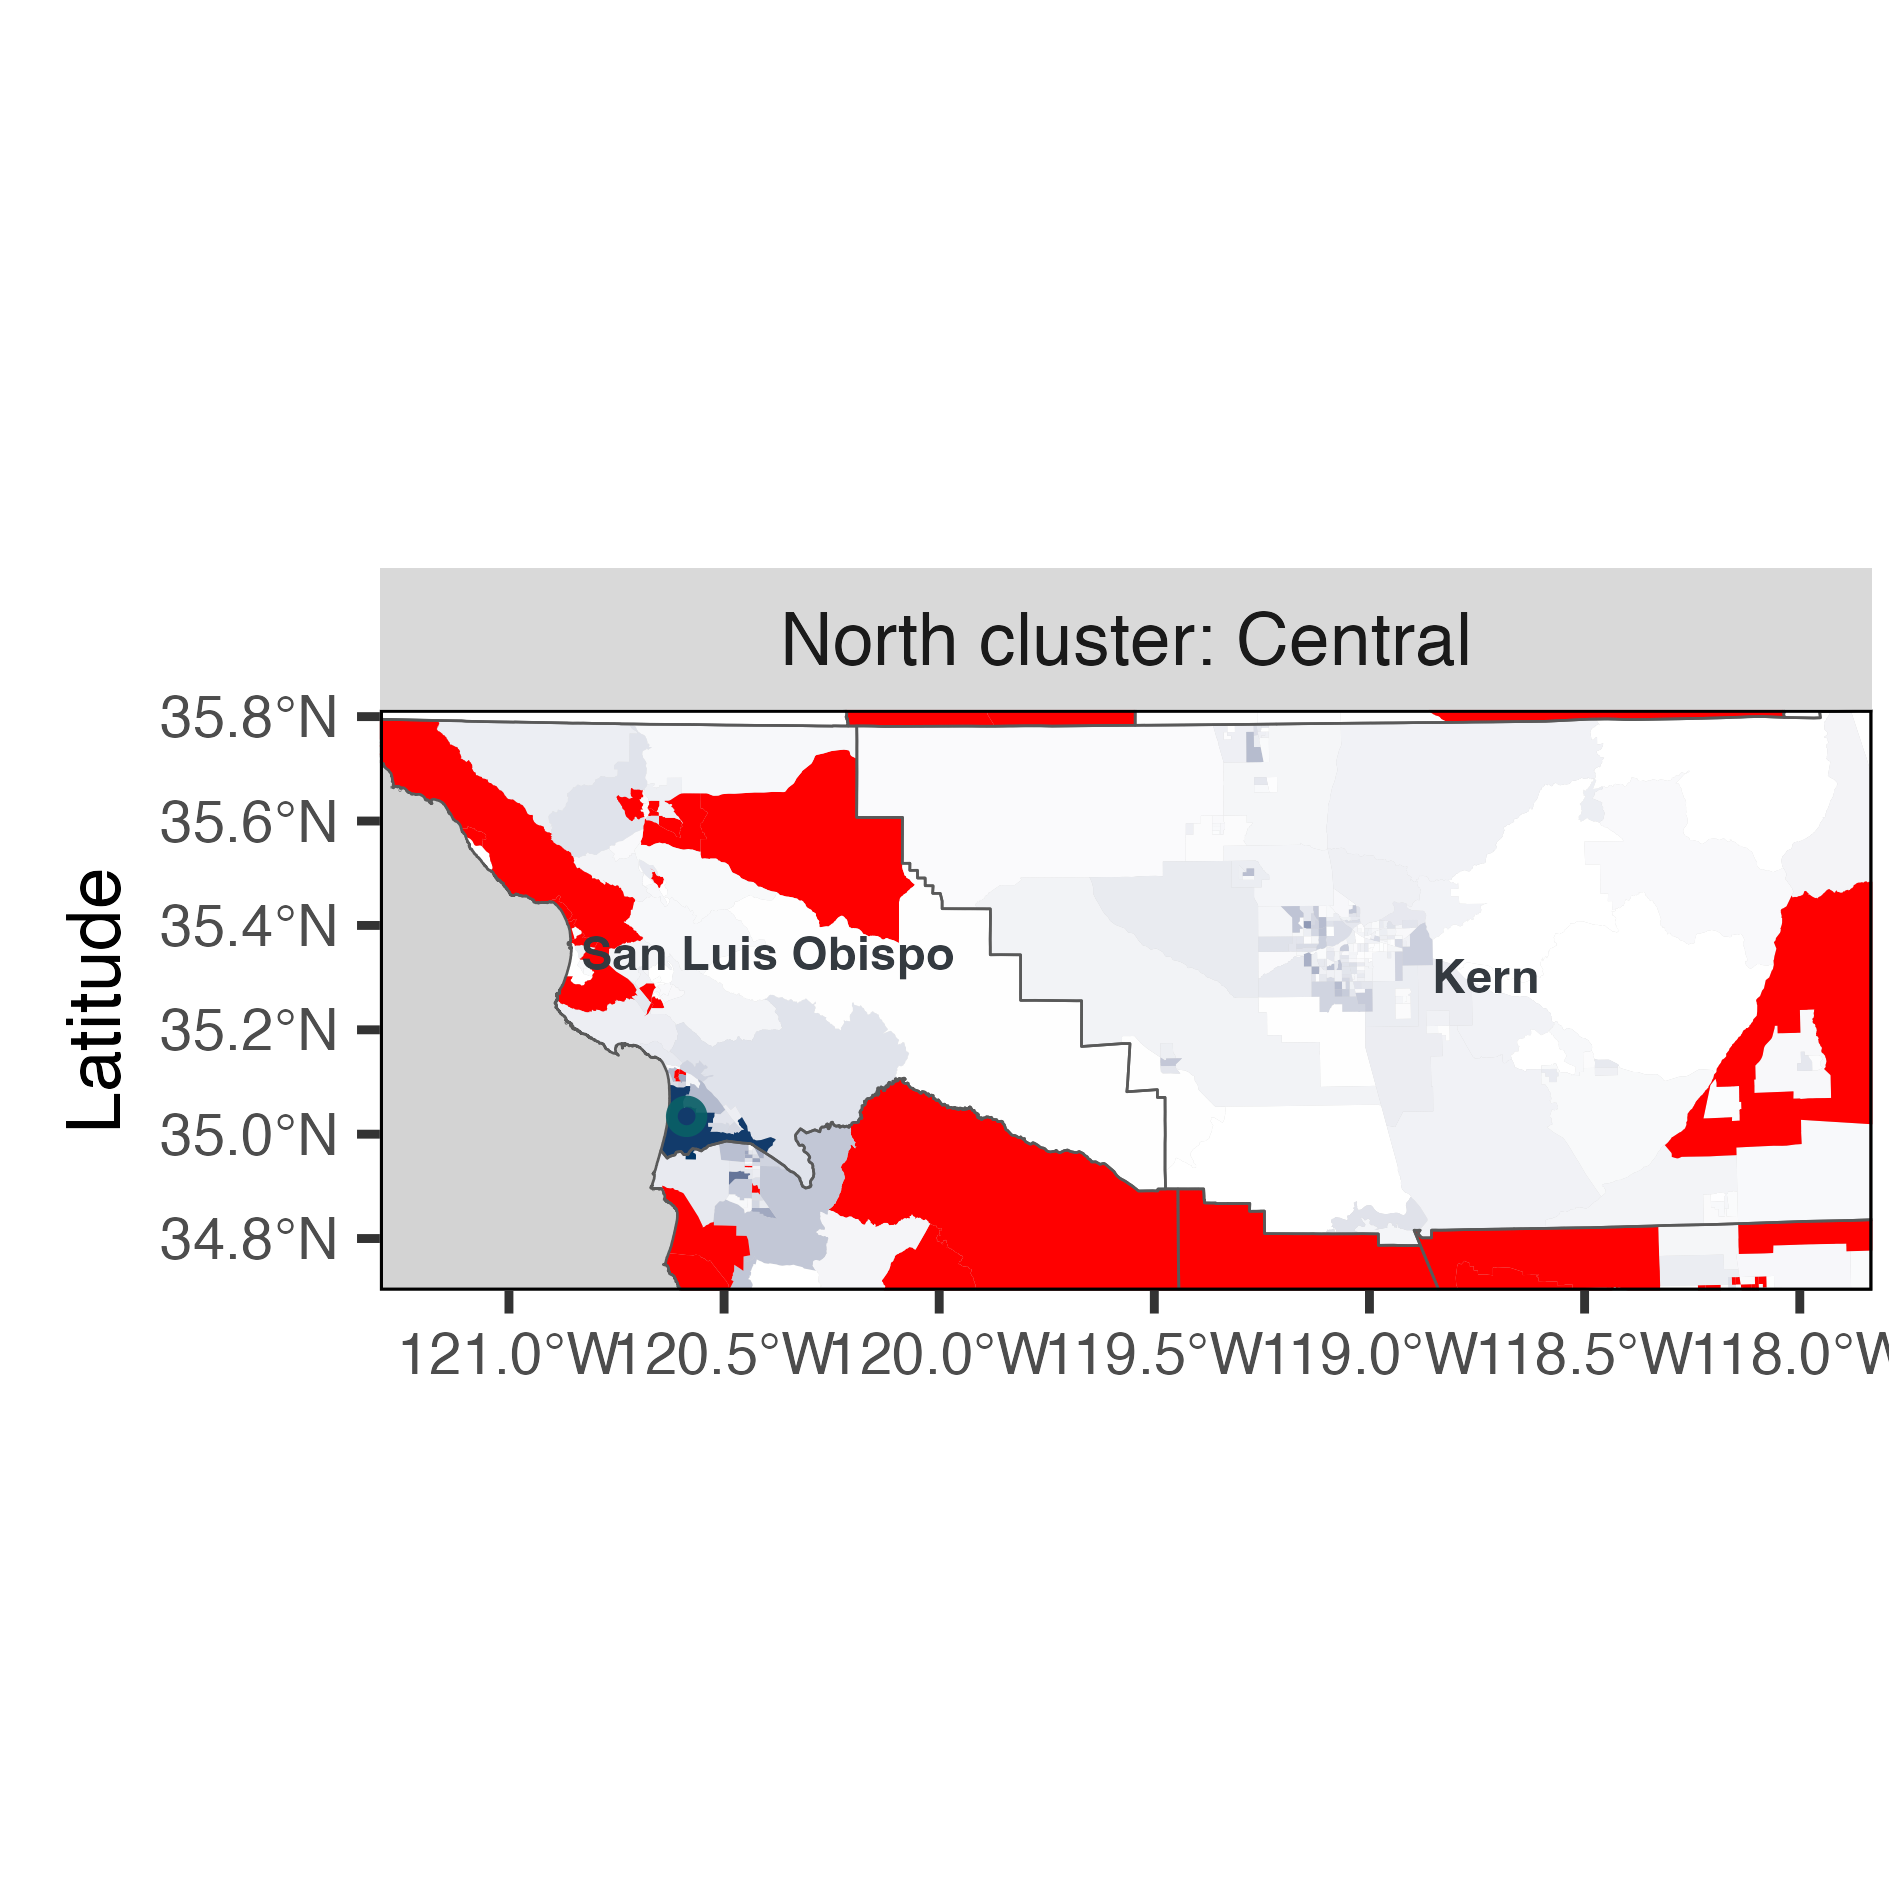 North cluster: Central
35.8°N
35.6°N
35.4°N
35.2°N
35.0°N
34.8°N
Latitude
San Luis Obispo
Kern
121.0°W 120.5°W 120.0°W 119.5°W 119.0°W 118.5°W 118.0°W